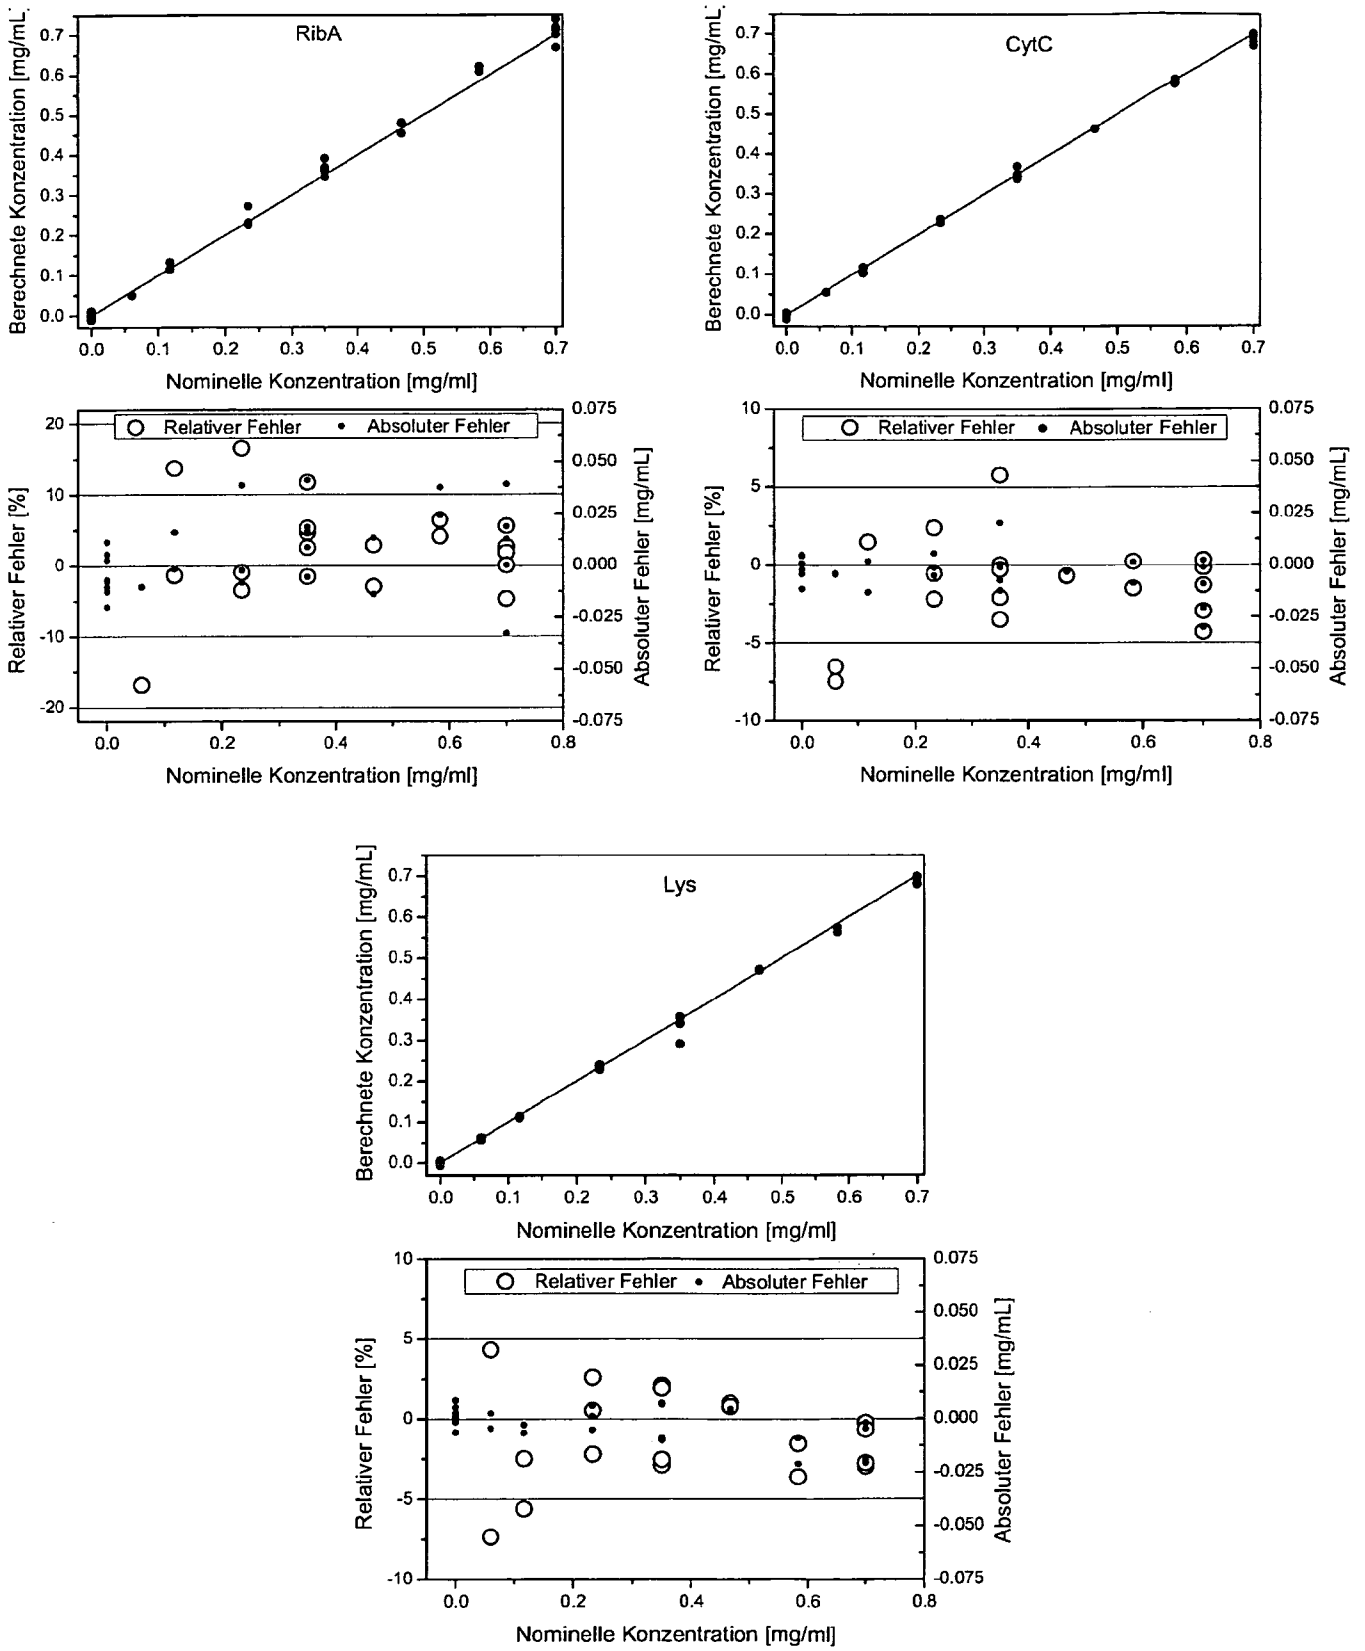 RibA
Berechnete Konzentration [mg/mL]
0.7
0.6
0.5
0.4
0.3
0.2
0.1
0.0
0.0 0.1 0.2 0.3 0.4 0.5 0.6 0.7
Nominelle Konzentration [mg/ml]
CytC
Berechnete Konzentration [mg/mL]
0.7
0.6
0.5
0.4
0.3
0.2
0.1
0.0
0.0 0.1 0.2 0.3 0.4 0.5 0.6 0.7
Nominelle Konzentration [mg/ml]
Relativer Fehler Absoluter Fehler
Relativer Fehler [%]
20
10
0
-10
-20
0.075
0.050
0.025
0.000
-0.025
-0.050
-0.075
Absoluter Fehler [mg/mL]
0.0 0.2 0.4 0.6 0.8
Nominelle Konzentration [mg/ml]
Relativer Fehler Absoluter Fehler
Relativer Fehler [%]
10
5
0
-5
-10
0.075
0.050
0.025
0.000
-0.025
-0.050
-0.075
Absoluter Fehler [mg/mL]
0.0 0.2 0.4 0.6 0.8
Nominelle Konzentration [mg/ml]
Lys
Berechnete Konzentration [mg/mL]
0.7
0.6
0.5
0.4
0.3
0.2
0.1
0.0
0.0 0.1 0.2 0.3 0.4 0.5 0.6 0.7
Nominelle Konzentration [mg/ml]
Relativer Fehler Absoluter Fehler
Relativer Fehler [%]
10
5
0
-5
-10
0.075
0.050
0.025
0.000
-0.025
-0.050
-0.075
Absoluter Fehler [mg/mL]
0.0 0.2 0.4 0.6 0.8
Nominelle Konzentration [mg/ml]